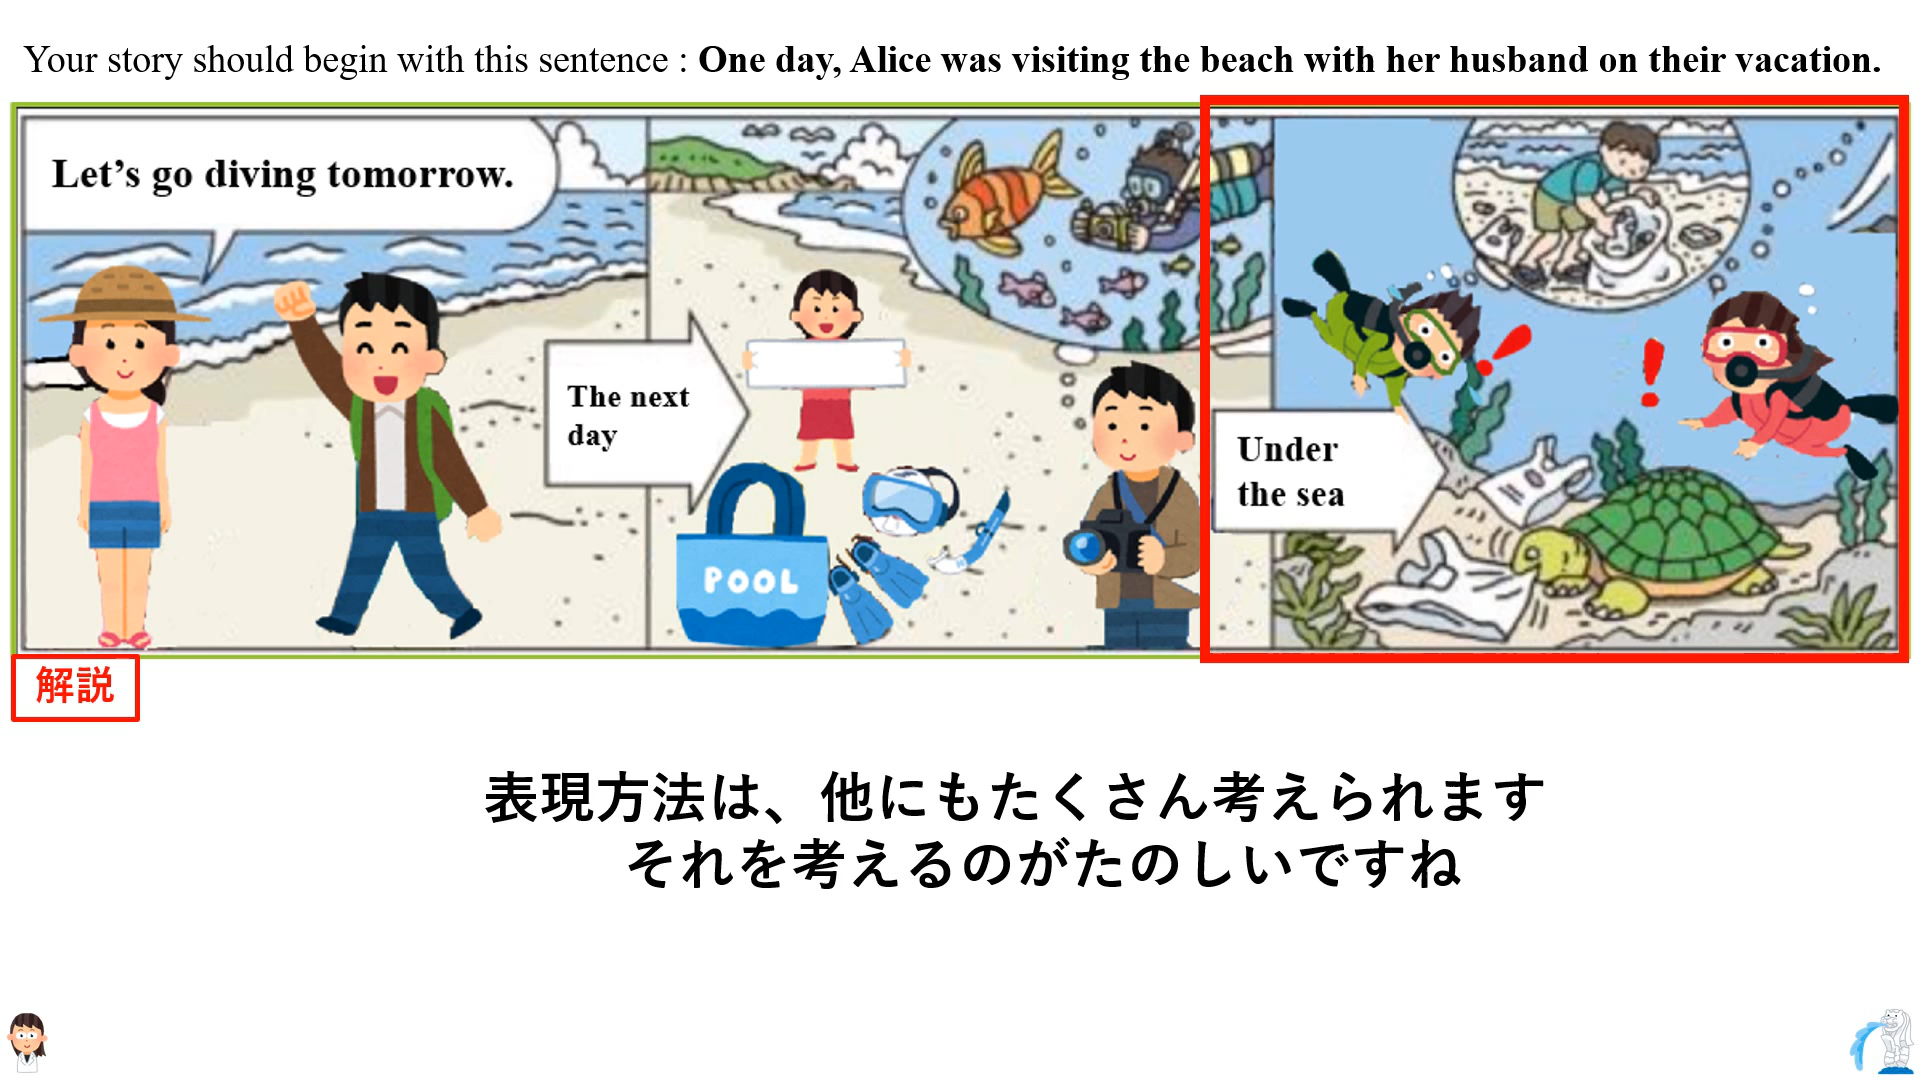 Your story should begin with this sentence : One day, Alice was visiting the beach with her husband on their vacation.
Let’s go diving tomorrow.
The next
day
POOL
Under
the sea
解説
表現方法は、他にもたくさん考えられます
それを考えるのがたのしいですね